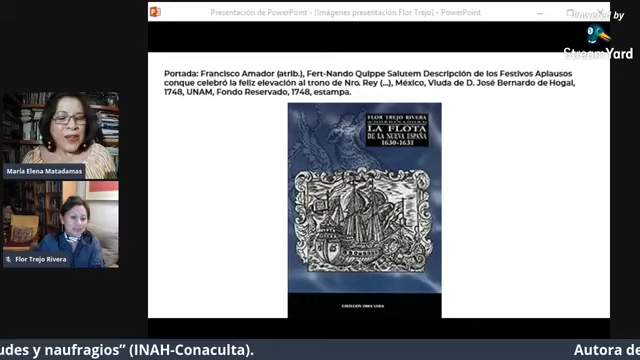 Presentación de PowerPoint - [Imágenes presentación Flor Trejo] - PowerPoint
Powered by
StreamYard
Portada: Francisco Amador (atrib.), Fert-Nando Quippe Salutem Descripción de los Festivos Aplausos
conque celebró la feliz elevación al trono de Nro. Rey (...), México, Viuda de D. José Bernardo de Hogal,
1748, UNAM, Fondo Reservado, 1748, estampa.
FLOR TREJO RIVERA
LA FLOTA
DE LA NUEVA ESPAÑA
1630-1631
María Elena Matadamas
Flor Trejo Rivera
udes y naufragios” (INAH-Conaculta).
Autora de